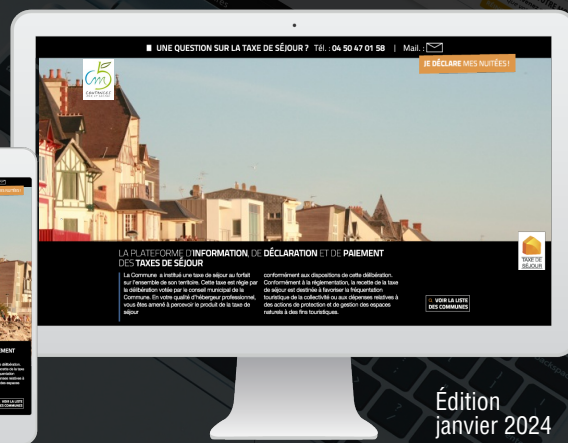 UNE QUESTION SUR LA TAXE DE SÉJOUR ? Tél. : 04 50 47 01 58 | Mail. :
JE DÉCLARE MES NUITÉES !
LA PLATEFORME D'INFORMATION, DE DÉCLARATION ET DE PAIEMENT
DES TAXES DE SÉJOUR
La Commune a institué une taxe de séjour au forfait
sur l'ensemble de son territoire. Cette taxe est régie par
la délibération votée par le conseil municipal de la
Commune. En votre qualité d'hébergeur professionnel,
vous êtes amené à percevoir le produit de la taxe de
séjour
conformément aux dispositions de cette délibération.
Conformément à la réglementation, la recette de la taxe
de séjour est destinée à favoriser la fréquentation
touristique de la collectivité ou aux dépenses relatives à
des actions de protection et de gestion des espaces
naturels à des fins touristiques.
TAXE DE
SÉJOUR
VOIR LA LISTE
DES COMMUNES
EMENT
VOIR LA LISTE
DES COMMUNES
Édition
janvier 2024